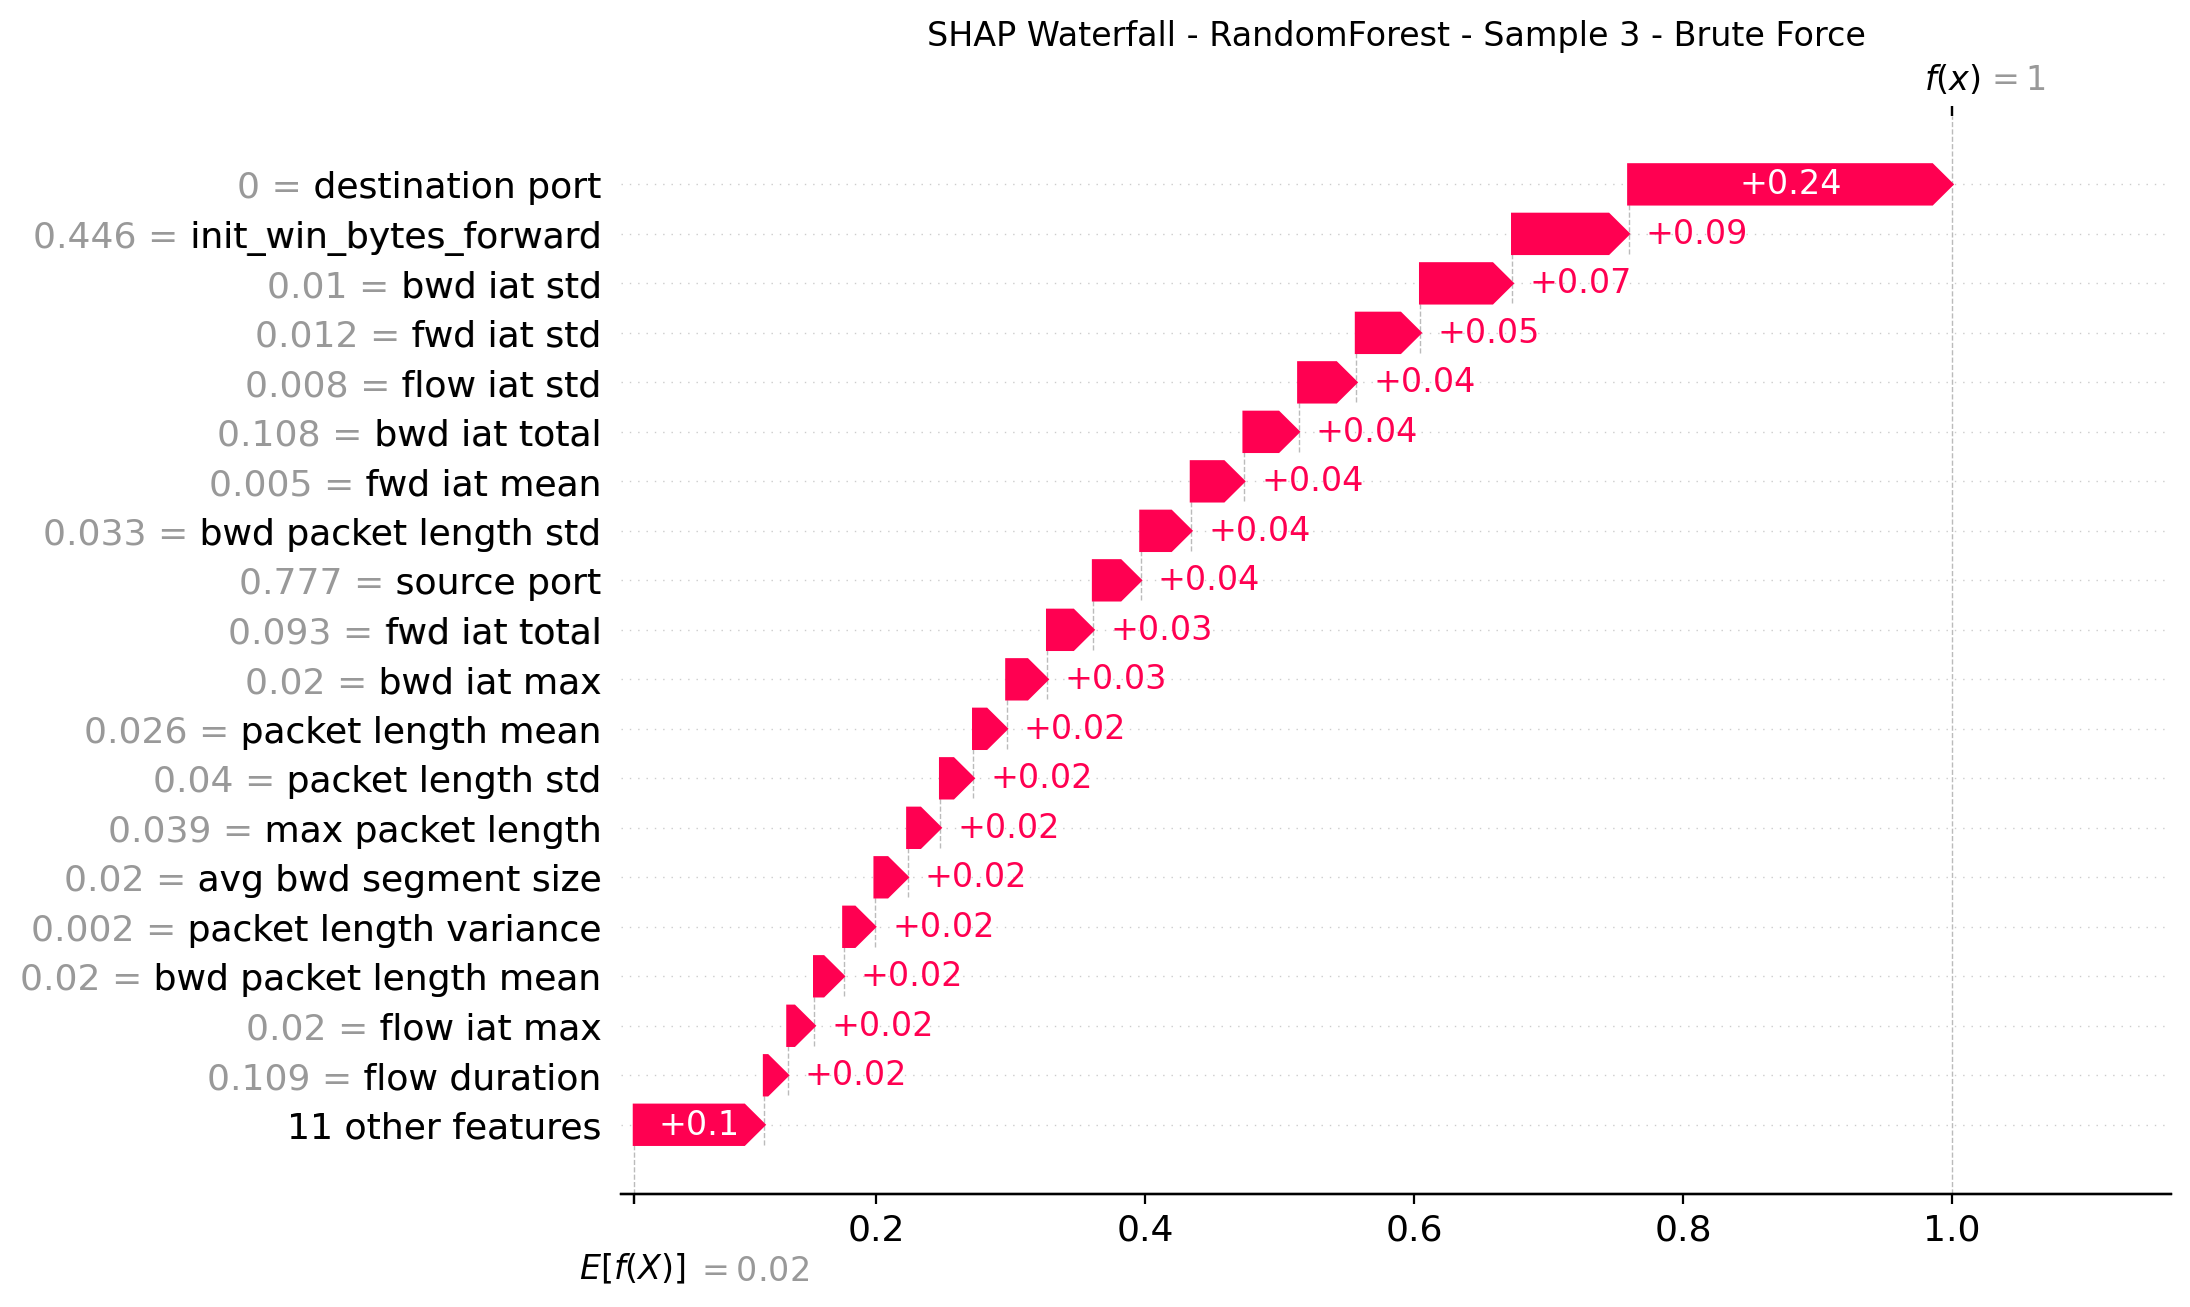 SHAP Waterfall - RandomForest - Sample 3 - Brute Force
f(x) = 1
0 = destination port +0.24
0.446 = init_win_bytes_forward +0.09
0.01 = bwd iat std +0.07
0.012 = fwd iat std +0.05
0.008 = flow iat std +0.04
0.108 = bwd iat total +0.04
0.005 = fwd iat mean +0.04
0.033 = bwd packet length std +0.04
0.777 = source port +0.04
0.093 = fwd iat total +0.03
0.02 = bwd iat max +0.03
0.026 = packet length mean +0.02
0.04 = packet length std +0.02
0.039 = max packet length +0.02
0.02 = avg bwd segment size +0.02
0.002 = packet length variance +0.02
0.02 = bwd packet length mean +0.02
0.02 = flow iat max +0.02
0.109 = flow duration +0.02
11 other features +0.1
0.2 0.4 0.6 0.8 1.0
E[f(X)] = 0.02